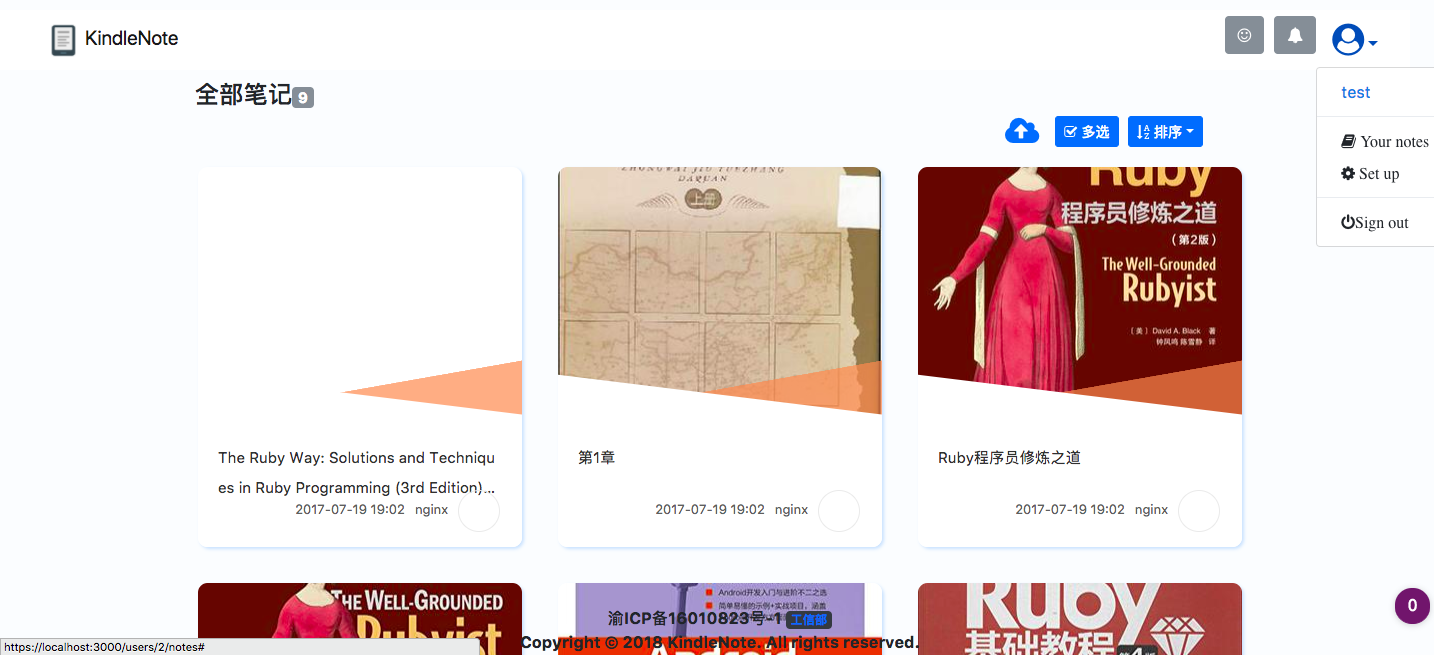 KindleNote
全部笔记 9
test
多选 排序
Your notes
Set up
Sign out
ZHONGWAI JIU YUEZHANG
DAQUAN
上册
Ruby
程序员修炼之道
（第2版）
The Well-Grounded
Rubyist
［美］David A. Black 著
钟凤鸣 陈雪静 译
The Ruby Way: Solutions and Techniqu
es in Ruby Programming (3rd Edition)...
2017-07-19 19:02 nginx
第1章
2017-07-19 19:02 nginx
Ruby程序员修炼之道
2017-07-19 19:02 nginx
THE WELL-GROUNDED
Rubyist
Android开发入门与进阶不二之选
简单易懂的示例+实战项目，涵盖
Android
Ruby
基础教程 第4版
渝ICP备16010823号-1 工信部
Copyright © 2018 KindleNote. All rights reserved.
0
https://localhost:3000/users/2/notes#